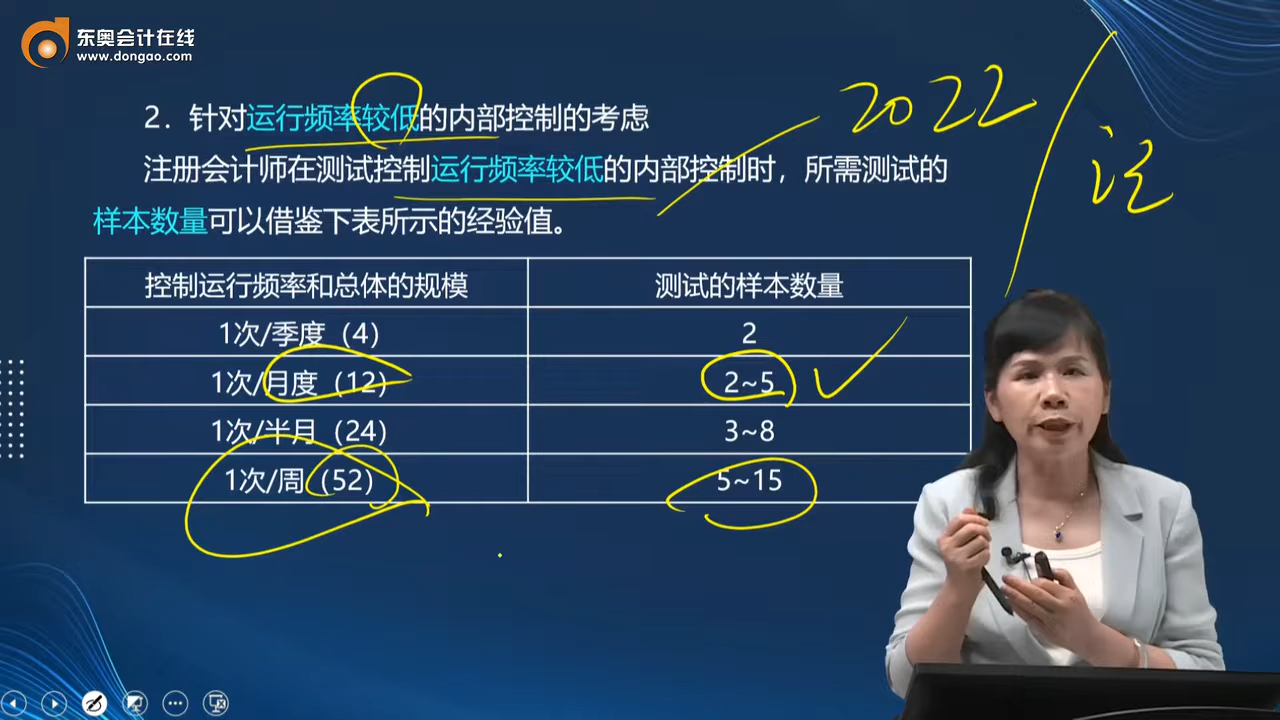 东奥会计在线
www.dongao.com
2022
记
2．针对运行频率较低的内部控制的考虑
注册会计师在测试控制运行频率较低的内部控制时，所需测试的
样本数量可以借鉴下表所示的经验值。
控制运行频率和总体的规模 测试的样本数量
1次/季度（4） 2
1次/月度（12） 2~5
1次/半月（24） 3~8
1次/周（52） 5~15